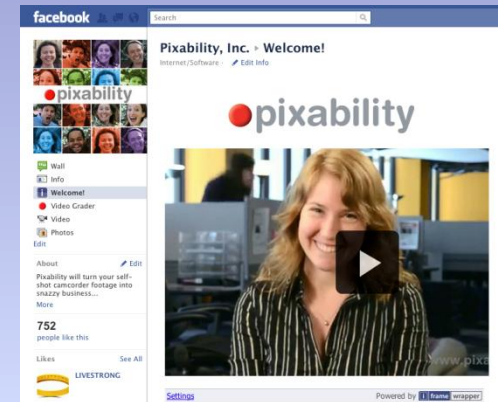 facebook
Search
pixability
Wall
Info
Welcome!
Video Grader
Video
Photos
Edit
About
Edit
Pixability will turn your self-
shot camcorder footage into
snazzy business...
More
752
people like this
Likes
See All
LIVESTRONG
Pixability, Inc. ▸ Welcome!
Internet/Software · Edit Info
pixability
www.pixa
Settings
Powered by iframe wrapper